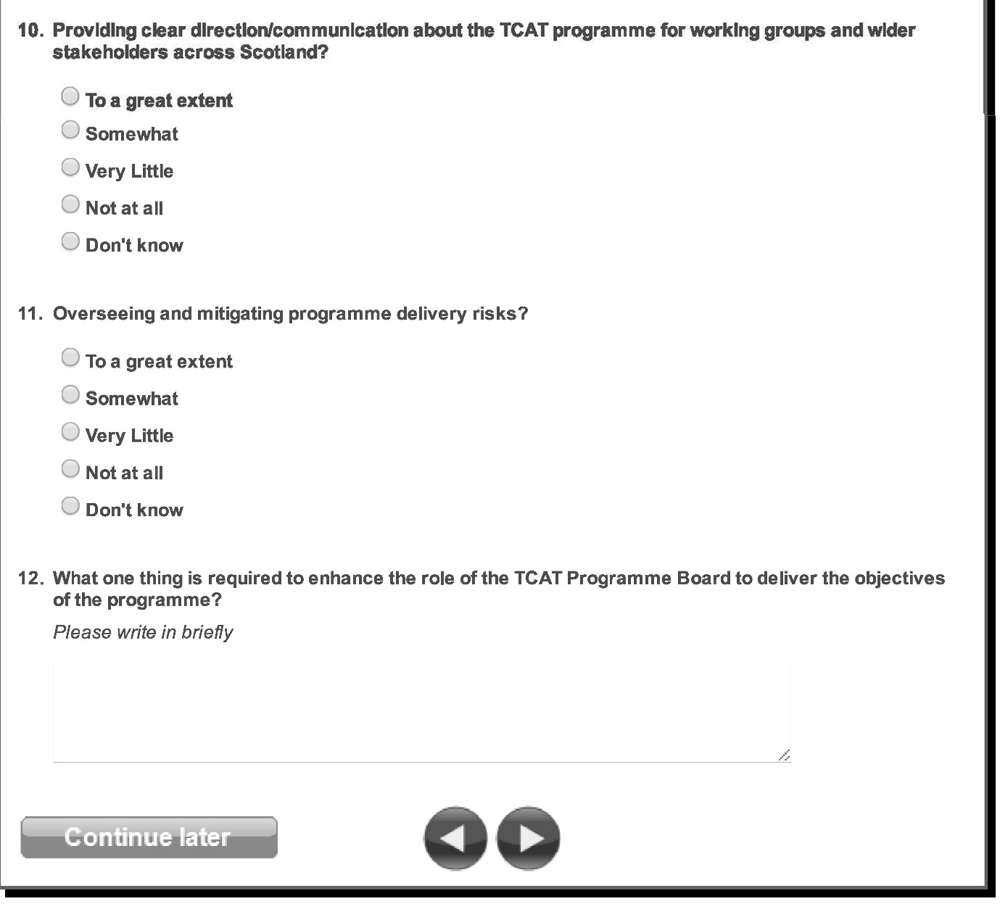 10. Providing clear direction/communication about the TCAT programme for working groups and wider
stakeholders across Scotland?
To a great extent
Somewhat
Very Little
Not at all
Don't know
11. Overseeing and mitigating programme delivery risks?
To a great extent
Somewhat
Very Little
Not at all
Don't know
12. What one thing is required to enhance the role of the TCAT Programme Board to deliver the objectives
of the programme?
Please write in briefly
Continue later